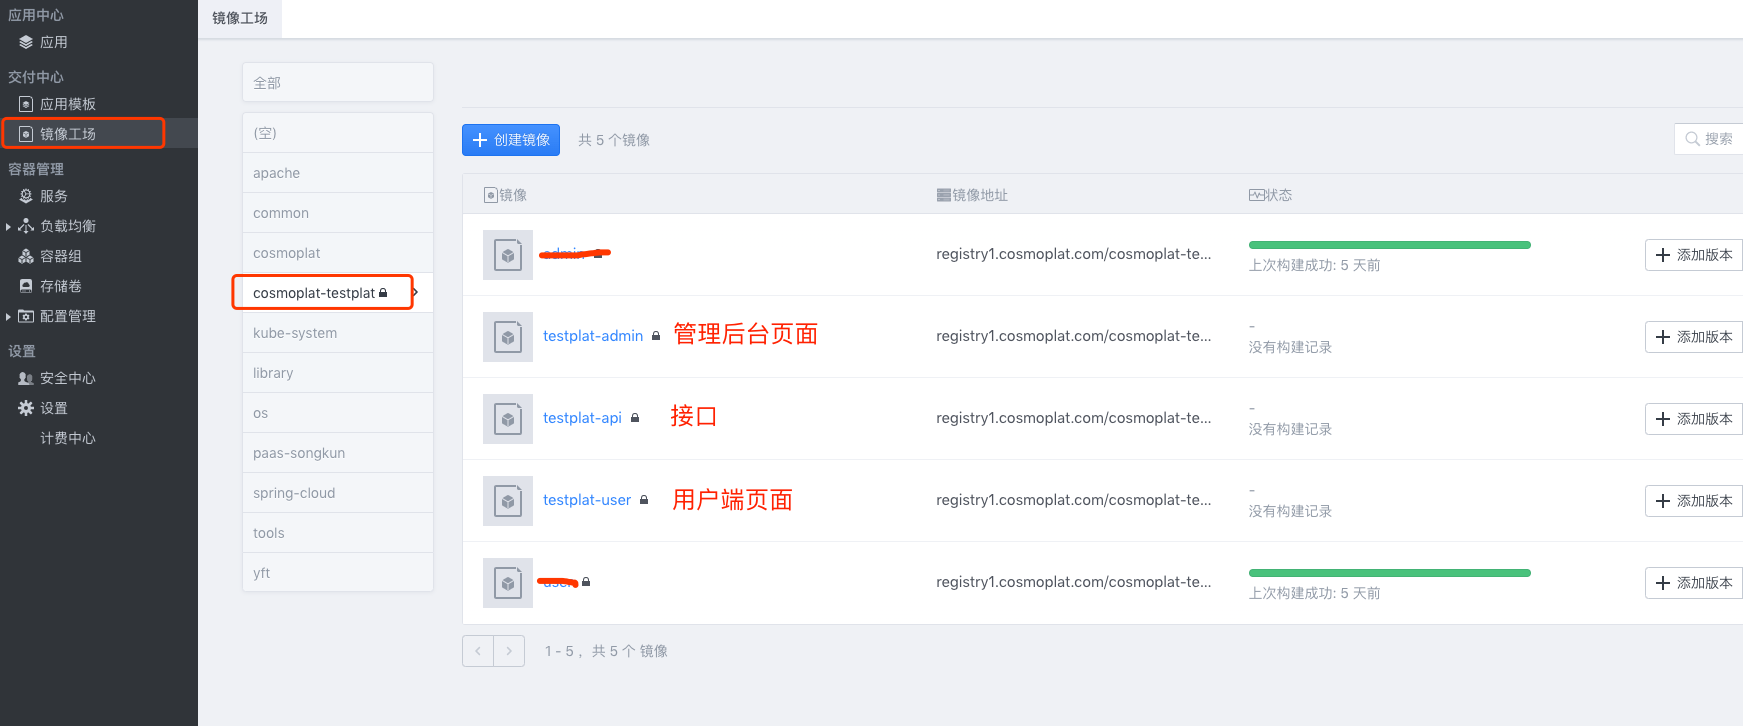 应用中心
应用
交付中心
应用模板
镜像工场
容器管理
服务
负载均衡
容器组
存储卷
配置管理
设置
安全中心
设置
计费中心
镜像工场
全部
(空)
apache
common
cosmoplat
cosmoplat-testplat
kube-system
library
os
paas-songkun
spring-cloud
tools
yft
创建镜像 共 5 个镜像
搜索
镜像 镜像地址 状态
registry1.cosmoplat.com/cosmoplat-te...
上次构建成功: 5 天前
添加版本
testplat-admin 管理后台页面 registry1.cosmoplat.com/cosmoplat-te...
-
没有构建记录
添加版本
testplat-api 接口 registry1.cosmoplat.com/cosmoplat-te...
-
没有构建记录
添加版本
testplat-user 用户端页面 registry1.cosmoplat.com/cosmoplat-te...
-
没有构建记录
添加版本
registry1.cosmoplat.com/cosmoplat-te...
上次构建成功: 5 天前
添加版本
1 - 5 ,  共 5 个 镜像